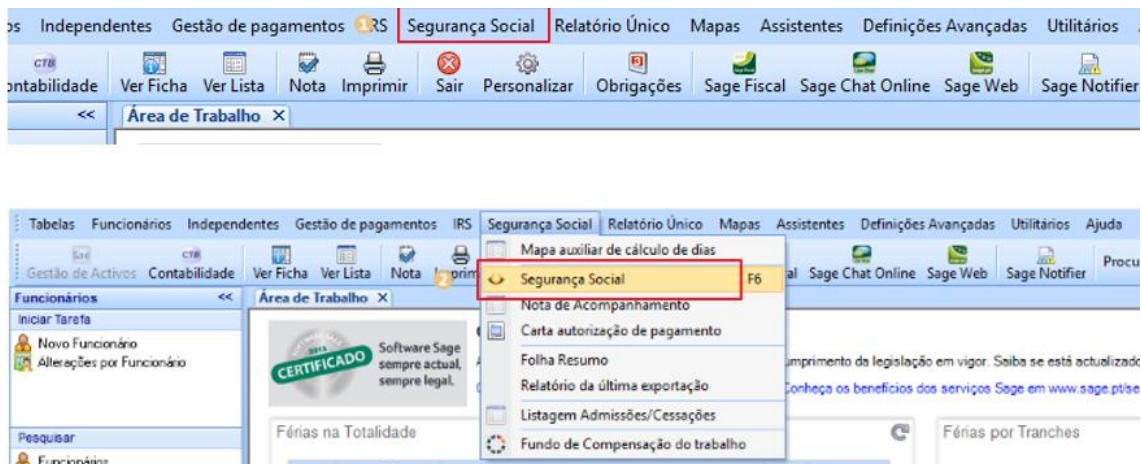 Independentes Gestão de pagamentos 1 IRS Segurança Social Relatório Único Mapas Assistentes Definições Avançadas Utilitários
CTB
Ver Ficha Ver Lista Nota Imprimir Sair Personalizar Obrigações Sage Fiscal Sage Chat Online Sage Web Sage Notifier
<< Área de Trabalho X
Tabelas Funcionários Independentes Gestão de pagamentos IRS Segurança Social Relatório Único Mapas Assistentes Definições Avançadas Utilitários Ajuda
CTB
Gestão de Activos Contabilidade Ver Ficha Ver Lista Nota 2 Sage Chat Online Sage Web Sage Notifier Procu
Mapa auxiliar de cálculo de dias
Segurança Social F6
Nota de Acompanhamento
Carta autorização de pagamento
Folha Resumo
Relatório da última exportação
Listagem Admissões/Cessações
Fundo de Compensação do trabalho
Funcionários << Área de Trabalho X
Iniciar Tarefa
Novo Funcionário
Alterações por Funcionário
Pesquisar
Funcionários
CERTIFICADO
Software Sage
sempre actual,
sempre legal.
umprimento da legislação em vigor. Saiba se está actualizado
Conheça os benefícios dos serviços Sage em www.sage.pt/se
Férias na Totalidade Férias por Tranches